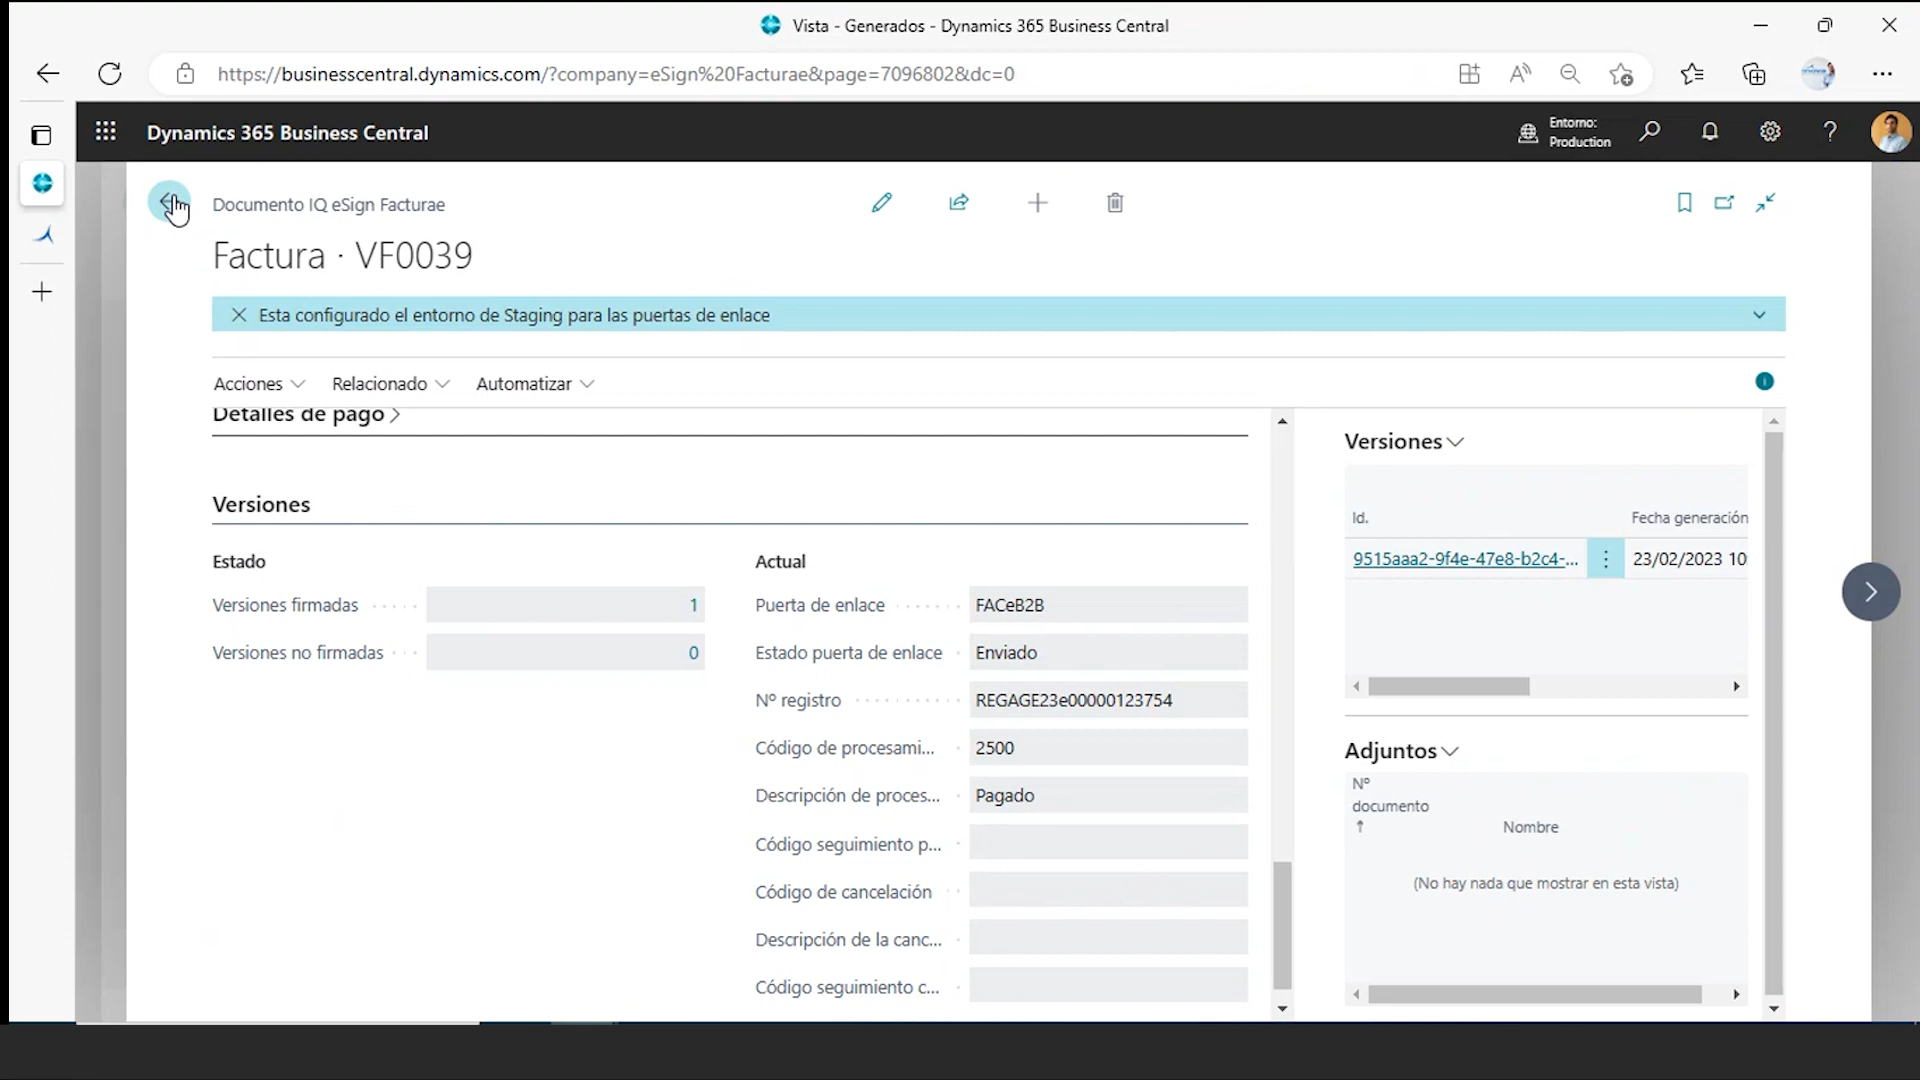 Vista - Generados - Dynamics 365 Business Central
https://businesscentral.dynamics.com/?company=eSign%20Facturae&page=7096802&dc=0
Dynamics 365 Business Central
Entorno:
Production
Documento IQ eSign Facturae
Factura · VF0039
Esta configurado el entorno de Staging para las puertas de enlace
Acciones
Relacionado
Automatizar
Detalles de pago
Versiones
Estado
Versiones firmadas 1
Versiones no firmadas 0
Actual
Puerta de enlace FACeB2B
Estado puerta de enlace Enviado
Nº registro REGAGE23e00000123754
Código de procesami... 2500
Descripción de proces... Pagado
Código seguimiento p...
Código de cancelación
Descripción de la canc...
Código seguimiento c...
Versiones
Id. Fecha generación
9515aaa2-9f4e-47e8-b2c4-... 23/02/2023 10
Adjuntos
Nº
documento
↑ Nombre
(No hay nada que mostrar en esta vista)